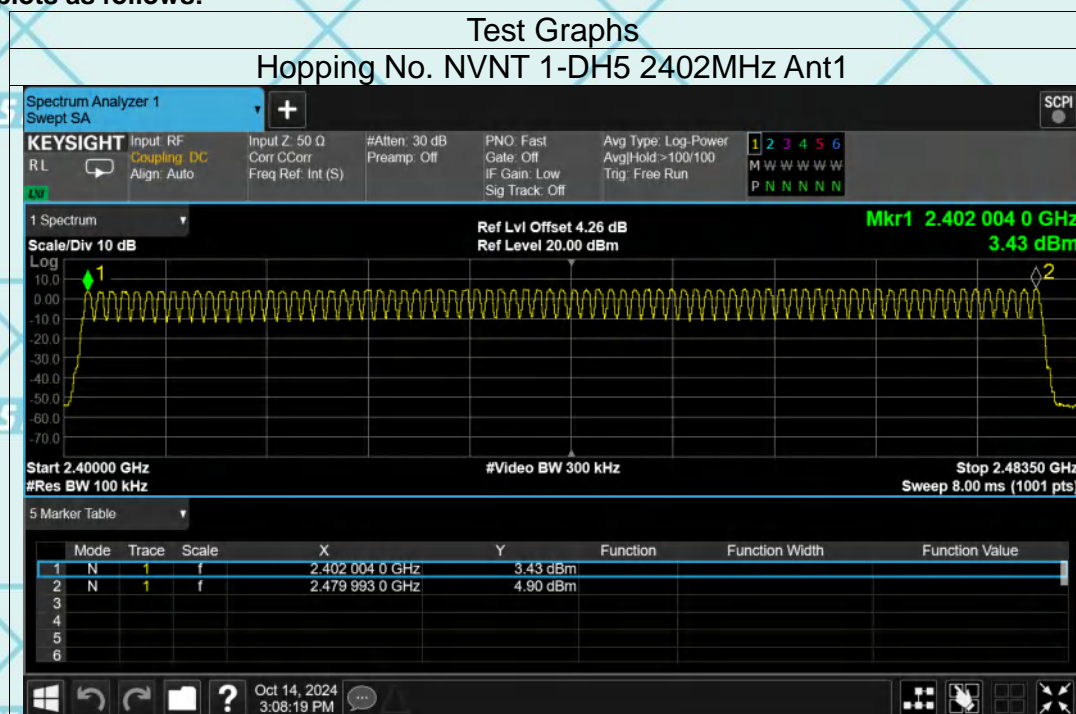 plots as follows:
Test Graphs
Hopping No. NVNT 1-DH5 2402MHz Ant1
Spectrum Analyzer 1
Swept SA
+
SCPI
KEYSIGHT
RL
LXI
Input: RF
Coupling: DC
Align: Auto
Input Z: 50 Ω
Corr CCorr
Freq Ref: Int (S)
#Atten: 30 dB
Preamp: Off
PNO: Fast
Gate: Off
IF Gain: Low
Sig Track: Off
Avg Type: Log-Power
Avg|Hold:>100/100
Trig: Free Run
1 2 3 4 5 6
M W W W W W
P N N N N N
1 Spectrum
Scale/Div 10 dB
Ref Lvl Offset 4.26 dB
Ref Level 20.00 dBm
Mkr1 2.402 004 0 GHz
3.43 dBm
Log
10.0
0.00
-10.0
-20.0
-30.0
-40.0
-50.0
-60.0
-70.0
1
2
Start 2.40000 GHz
#Res BW 100 kHz
#Video BW 300 kHz
Stop 2.48350 GHz
Sweep 8.00 ms (1001 pts)
5 Marker Table
Mode Trace Scale X Y Function Function Width Function Value
1 N 1 f 2.402 004 0 GHz 3.43 dBm
2 N 1 f 2.479 993 0 GHz 4.90 dBm
3
4
5
6
?
Oct 14, 2024
3:08:19 PM